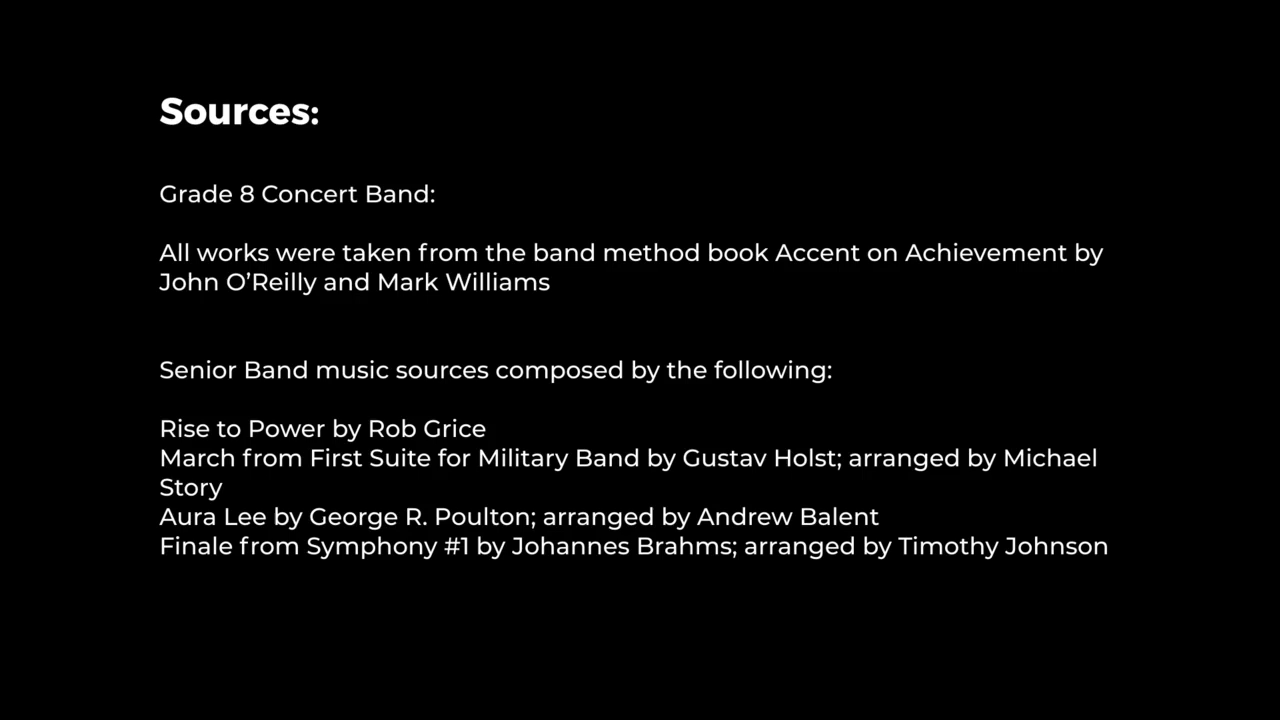 Sources:
Grade 8 Concert Band:
All works were taken from the band method book Accent on Achievement by
John O’Reilly and Mark Williams
Senior Band music sources composed by the following:
Rise to Power by Rob Grice
March from First Suite for Military Band by Gustav Holst; arranged by Michael
Story
Aura Lee by George R. Poulton; arranged by Andrew Balent
Finale from Symphony #1 by Johannes Brahms; arranged by Timothy Johnson